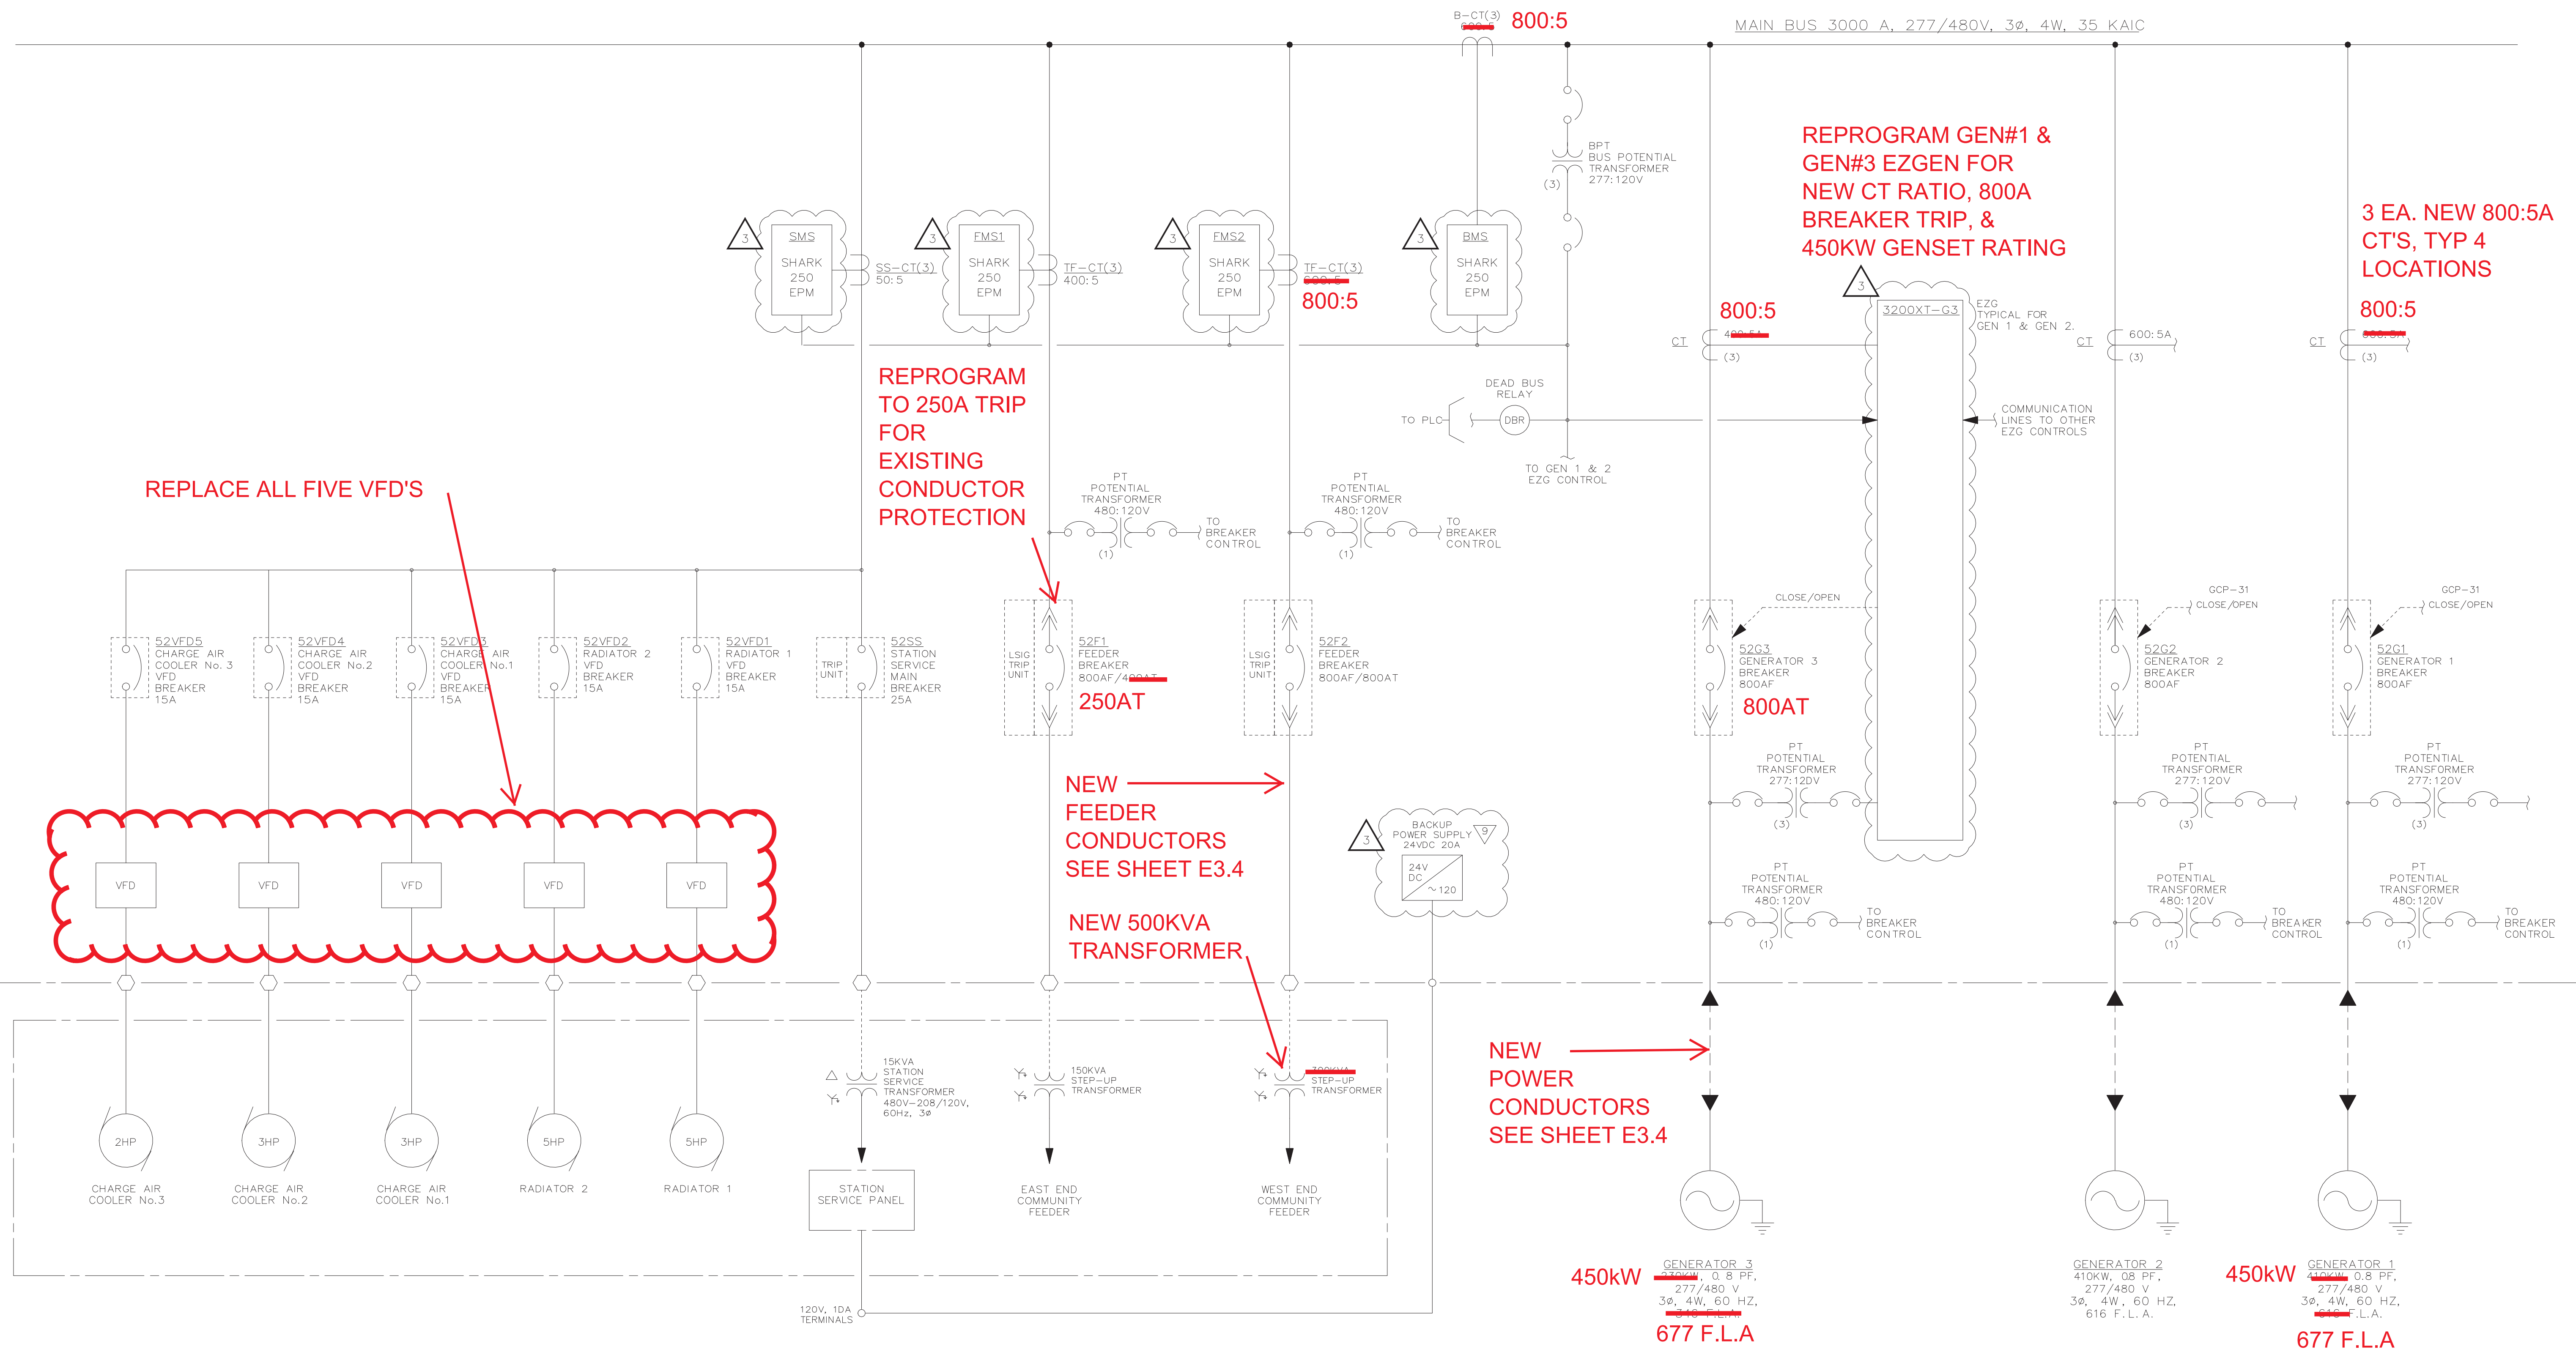 B-CT(3)
800:5
MAIN BUS 3000 A, 277/480V, 3ø, 4W, 35 KAIC
BPT
BUS POTENTIAL
TRANSFORMER
277:120V
(3)
REPROGRAM GEN#1 &
GEN#3 EZGEN FOR
NEW CT RATIO, 800A
BREAKER TRIP, &
450KW GENSET RATING
3 EA. NEW 800:5A
CT'S, TYP 4
LOCATIONS
3
SMS
SHARK
250
EPM
SS-CT(3)
50:5
3
FMS1
SHARK
250
EPM
TF-CT(3)
400:5
3
FMS2
SHARK
250
EPM
TF-CT(3)
600:5
800:5
3
BMS
SHARK
250
EPM
3
3200XT-G3
EZG
TYPICAL FOR
GEN 1 & GEN 2.
800:5
400:5A
CT
(3)
CT
600:5A
(3)
800:5
CT
(3)
REPROGRAM
TO 250A TRIP
FOR
EXISTING
CONDUCTOR
PROTECTION
DEAD BUS
RELAY
TO PLC
DBR
COMMUNICATION
LINES TO OTHER
EZG CONTROLS
TO GEN 1 & 2
EZG CONTROL
REPLACE ALL FIVE VFD'S
PT
POTENTIAL
TRANSFORMER
480:120V
(1)
TO
BREAKER
CONTROL
PT
POTENTIAL
TRANSFORMER
480:120V
(1)
TO
BREAKER
CONTROL
52VFD5
CHARGE AIR
COOLER No. 3
VFD
BREAKER
15A
52VFD4
CHARGE AIR
COOLER No.2
VFD
BREAKER
15A
52VFD3
CHARGE AIR
COOLER No.1
VFD
BREAKER
15A
52VFD2
RADIATOR 2
VFD
BREAKER
15A
52VFD1
RADIATOR 1
VFD
BREAKER
15A
TRIP
UNIT
52SS
STATION
SERVICE
MAIN
BREAKER
25A
LSIG
TRIP
UNIT
52F1
FEEDER
BREAKER
800AF/400AT
250AT
LSIG
TRIP
UNIT
52F2
FEEDER
BREAKER
800AF/800AT
CLOSE/OPEN
52G3
GENERATOR 3
BREAKER
800AF
800AT
GCP-31
CLOSE/OPEN
52G2
GENERATOR 2
BREAKER
800AF
GCP-31
CLOSE/OPEN
52G1
GENERATOR 1
BREAKER
800AF
PT
POTENTIAL
TRANSFORMER
277:12DV
(3)
PT
POTENTIAL
TRANSFORMER
277:120V
(3)
PT
POTENTIAL
TRANSFORMER
277:120V
(3)
NEW
FEEDER
CONDUCTORS
SEE SHEET E3.4
3
BACKUP
POWER SUPPLY
24VDC 20A
9
24V
DC
~ 120
VFD
VFD
VFD
VFD
VFD
NEW 500KVA
TRANSFORMER
PT
POTENTIAL
TRANSFORMER
480:120V
(1)
TO
BREAKER
CONTROL
PT
POTENTIAL
TRANSFORMER
480:120V
(1)
TO
BREAKER
CONTROL
PT
POTENTIAL
TRANSFORMER
480:120V
(1)
TO
BREAKER
CONTROL
15KVA
STATION
SERVICE
TRANSFORMER
480V-208/120V,
60Hz, 3ø
150KVA
STEP-UP
TRANSFORMER
300KVA
STEP-UP
TRANSFORMER
NEW
POWER
CONDUCTORS
SEE SHEET E3.4
2HP
3HP
3HP
5HP
5HP
CHARGE AIR
COOLER No.3
CHARGE AIR
COOLER No.2
CHARGE AIR
COOLER No.1
RADIATOR 2
RADIATOR 1
STATION
SERVICE PANEL
EAST END
COMMUNITY
FEEDER
WEST END
COMMUNITY
FEEDER
120V, 1DA
TERMINALS
450kW
GENERATOR 3
0.8 PF,
277/480 V
3ø, 4W, 60 HZ,
F.L.A.
677 F.L.A
GENERATOR 2
410KW, 08 PF,
277/480 V
3ø, 4W, 60 HZ,
616 F.L.A.
450kW
GENERATOR 1
410KW, 0.8 PF,
277/480 V
3ø, 4W, 60 HZ,
616 F.L.A.
677 F.L.A